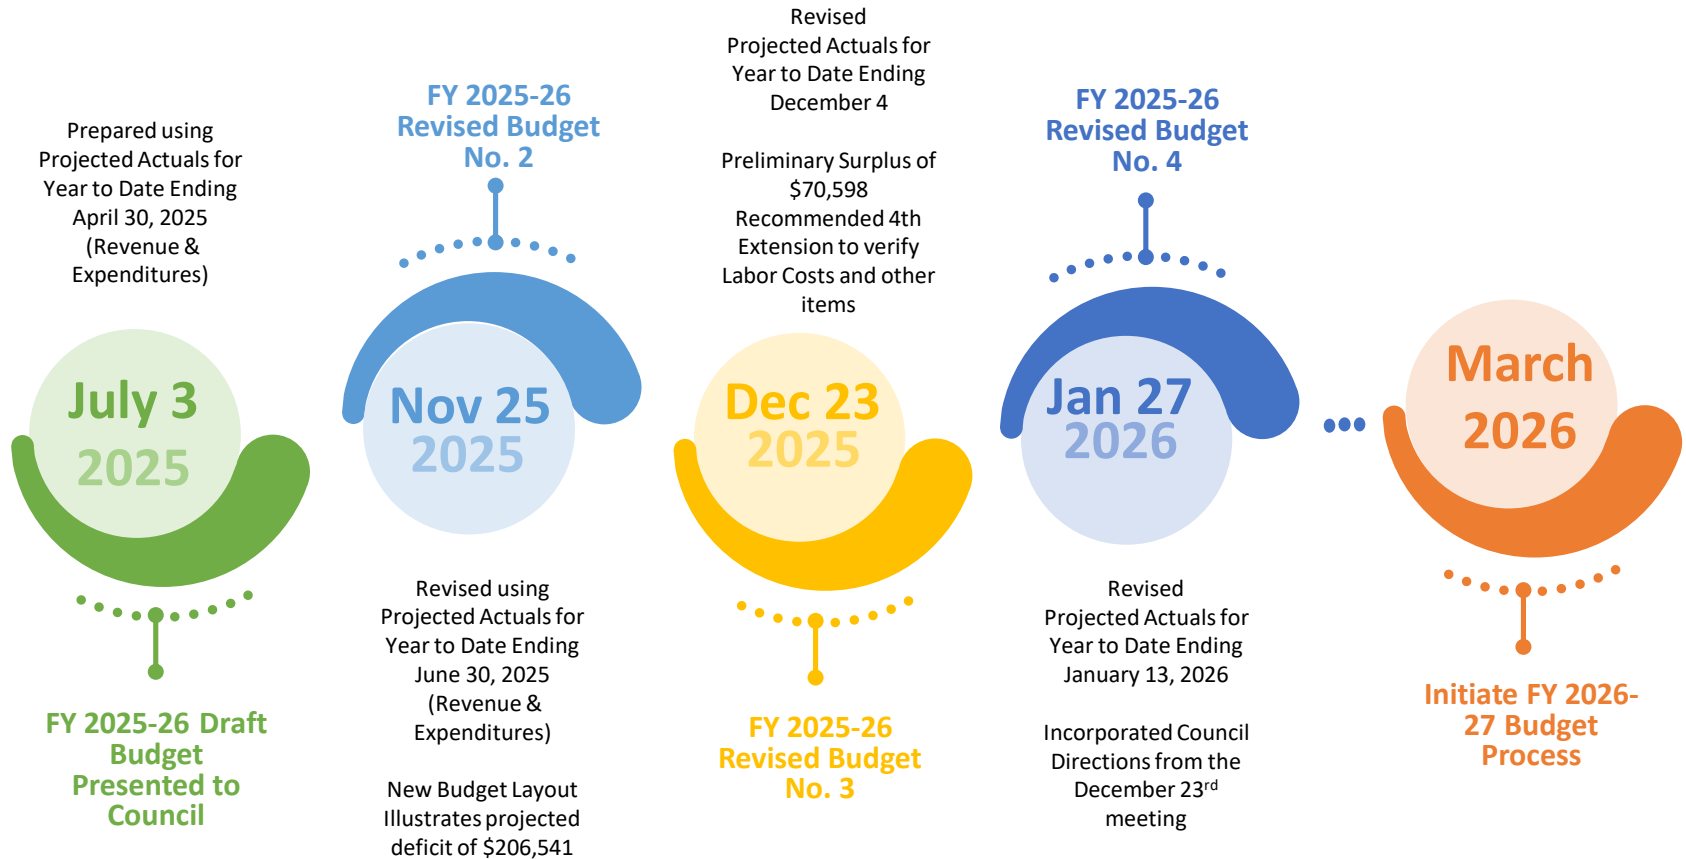 Prepared using
Projected Actuals for
Year to Date Ending
April 30, 2025
(Revenue &
Expenditures)
July 3
2025
FY 2025-26 Draft
Budget
Presented to
Council
FY 2025-26
Revised Budget
No. 2
Nov 25
2025
Revised using
Projected Actuals for
Year to Date Ending
June 30, 2025
(Revenue &
Expenditures)
New Budget Layout
Illustrates projected
deficit of $206,541
Revised
Projected Actuals for
Year to Date Ending
December 4
Preliminary Surplus of
$70,598
Recommended 4th
Extension to verify
Labor Costs and other
items
Dec 23
2025
FY 2025-26
Revised Budget
No. 3
FY 2025-26
Revised Budget
No. 4
Jan 27
2026
Revised
Projected Actuals for
Year to Date Ending
January 13, 2026
Incorporated Council
Directions from the
December 23rd
meeting
March
2026
Initiate FY 2026-
27 Budget
Process